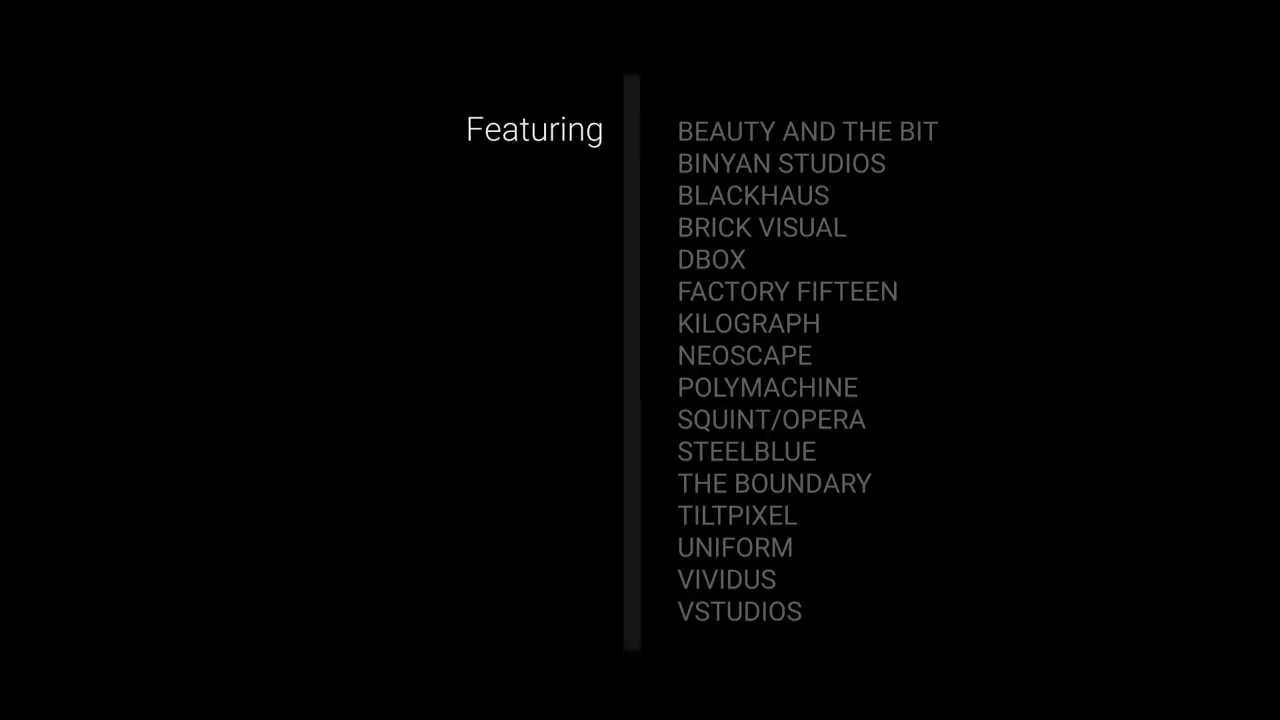 Featuring
BEAUTY AND THE BIT
BINYAN STUDIOS
BLACKHAUS
BRICK VISUAL
DBOX
FACTORY FIFTEEN
KILOGRAPH
NEOSCAPE
POLYMACHINE
SQUINT/OPERA
STEELBLUE
THE BOUNDARY
TILTPIXEL
UNIFORM
VIVIDUS
VSTUDIOS